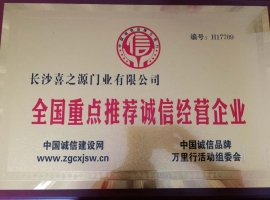 信
编号：H17709
长沙喜之源门业有限公司
全国重点推荐诚信经营企业
中国诚信建设网
www.zgcxjsw.cn
中国诚信品牌
万里行活动组委会